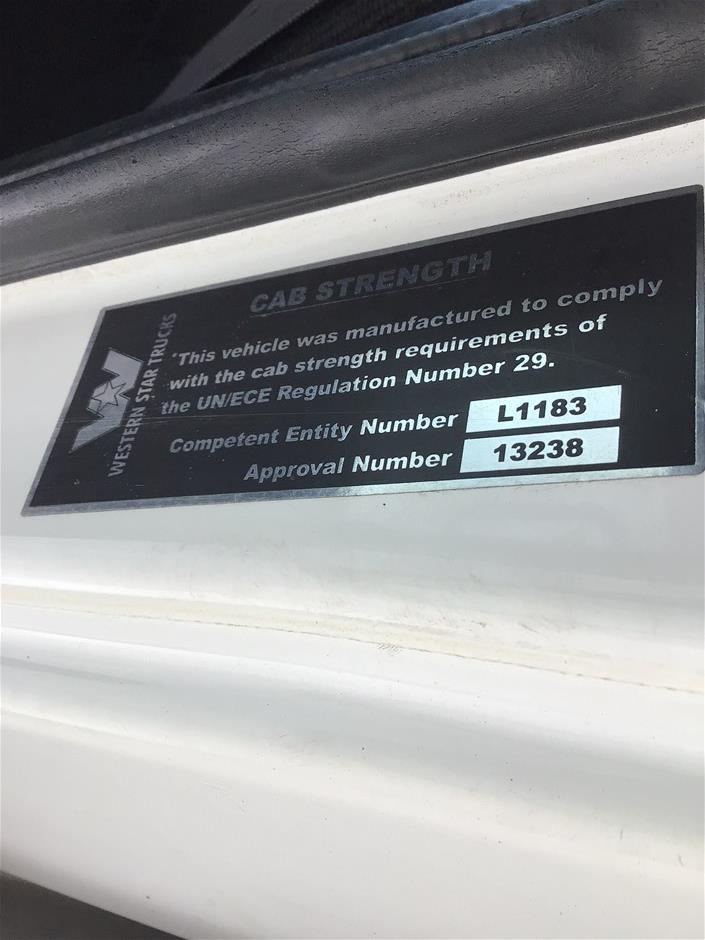 CAB STRENGTH
WESTERN STAR TRUCKS
"This vehicle was manufactured to comply
with the cab strength requirements of
the UN/ECE Regulation Number 29.
Competent Entity Number L1183
Approval Number 13238